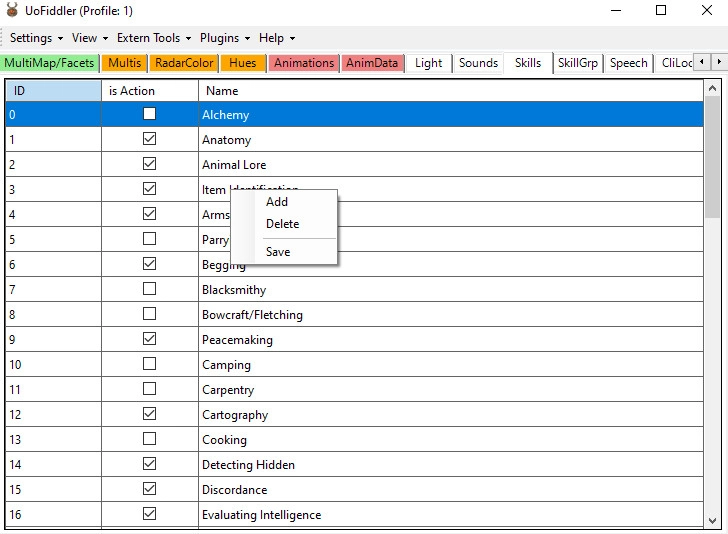 UoFiddler (Profile: 1)
Settings View Extern Tools Plugins Help
MultiMap/Facets Multis RadarColor Hues Animations AnimData Light Sounds Skills SkillGrp Speech CliLoc
ID is Action Name
0 Alchemy
1 Anatomy
2 Animal Lore
3 Item Identification
4 Arms
5 Parry
6 Begging
7 Blacksmithy
8 Bowcraft/Fletching
9 Peacemaking
10 Camping
11 Carpentry
12 Cartography
13 Cooking
14 Detecting Hidden
15 Discordance
16 Evaluating Intelligence
Add
Delete
Save